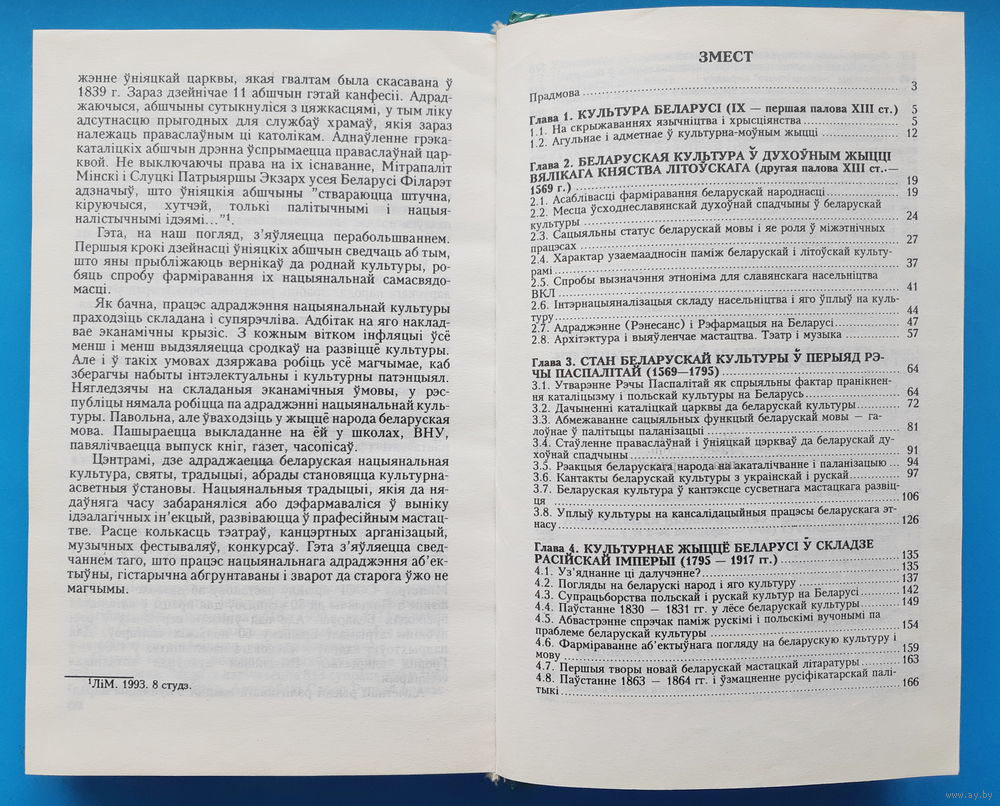 жэнне ўніяцкай царквы, якая гвалтам была скасавана ў
1839 г. Зараз дзейнічае 11 абшчын гэтай канфесіі. Адрад-
жаючыся, абшчыны сутыкнуліся з цяжкасцямі, у тым ліку
адсутнасцю прыгодных для службаў храмаў, якія зараз
належаць праваслаўным ці католікам. Аднаўленне грэка-
каталіцкіх абшчын дрэнна ўспрымаецца праваслаўнай цар-
квой. Не выключаючы права на іх існаванне, Мітрапаліт
Мінскі і Слуцкі Патрыяршы Экзарх усея Беларусі Філарэт
адзначыў, што ўніяцкія абшчыны "ствараюцца штучна,
кіруючыся, хутчэй, толькі палітычнымі і нацыя-
налістычнымі ідэямі..."¹.
Гэта, на наш погляд, з'яўляецца перабольшваннем.
Першыя крокі дзейнасці ўніяцкіх абшчын сведчаць аб тым,
што яны прыбліжаюць вернікаў да роднай культуры, ро-
бяць спробу фарміравання іх нацыянальнай самасвядо-
масці.
Як бачна, працэс адраджэння нацыянальнай культуры
праходзіць складана і супярэчліва. Адбітак на яго наклад-
вае эканамічны крызіс. З кожным вітком інфляцыі ўсё
менш і менш выдзяляецца сродкаў на развіццё культуры.
Але і ў такіх умовах дзяржава робіць усё магчымае, каб
зберагчы набыты інтэлектуальны і культурны патэнцыял.
Нягледзячы на складаныя эканамічныя ўмовы, у рэс-
публіцы нямала робіцца па адраджэнні нацыянальнай куль-
туры. Павольна, але ўваходзіць у жыццё народа беларуская
мова. Пашыраецца выкладанне на ёй у школах, ВНУ,
павялічваецца выпуск кніг, газет, часопісаў.
Цэнтрамі, дзе адраджаецца беларуская нацыянальная
культура, святы, традыцыі, абрады становяцца культурна-
асветныя ўстановы. Нацыянальныя традыцыі, якія да ня-
даўняга часу забараняліся або дэфармаваліся ў выніку
ідэалагічных ін'екцый, развіваюцца ў прафесійным мастац-
тве. Расце колькасць тэатраў, канцэртных арганізацый,
музычных фестываляў, конкурсаў. Гэта з'яўляецца свед-
чаннем таго, што працэс нацыянальнага адраджэння аб'ек-
тыўны, гістарычна абгрунтаваны і зварот да старога ўжо не
магчымы.
¹ЛіМ. 1993. 8 студз.
ЗМЕСТ
Прадмова 3
Глава 1. КУЛЬТУРА БЕЛАРУСІ (IX — першая палова XIII ст.) 5
1.1. На скрыжаваннях язычніцтва і хрысціянства 5
1.2. Агульнае і адметнае ў культурна-моўным жыцці 12
Глава 2. БЕЛАРУСКАЯ КУЛЬТУРА Ў ДУХОЎНЫМ ЖЫЦЦІ
ВЯЛІКАГА КНЯСТВА ЛІТОЎСКАГА (другая палова XIII ст.—
1569 г.) 19
2.1. Асаблівасці фарміравання беларускай народнасці 19
2.2. Месца ўсходнеславянскай духоўнай спадчыны ў беларускай
культуры 24
2.3. Сацыяльны статус беларускай мовы і яе роля ў міжэтнічных
працэсах 27
2.4. Характар узаемаадносін паміж беларускай і літоўскай культу-
рамі 37
2.5. Спробы вызначэння этноніма для славянскага насельніцтва
ВКЛ 41
2.6. Інтэрнацыяналізацыя складу насельніцтва і яго ўплыў на куль-
туру 44
2.7. Адраджэнне (Рэнесанс) і Рэфармацыя на Беларусі 47
2.8. Архітэктура і выяўленчае мастацтва. Тэатр і музыка 57
Глава 3. СТАН БЕЛАРУСКАЙ КУЛЬТУРЫ Ў ПЕРЫЯД РЭ-
ЧЫ ПАСПАЛІТАЙ (1569—1795) 64
3.1. Утварэнне Рэчы Паспалітай як спрыяльны фактар пранікнен-
ня каталіцызму і польскай культуры на Беларусь 64
3.2. Дачыненні каталіцкай царквы да беларускай культуры 72
3.3. Абмежаванне сацыяльных функцый беларускай мовы — га-
лоўнае ў палітыцы паланізацыі 81
3.4. Стаўленне праваслаўнай і ўніяцкай цэркваў да беларускай ду-
хоўнай спадчыны 91
3.5. Рэакцыя беларускага народа на акаталічванне і паланізацыю 94
3.6. Кантакты беларускай культуры з украінскай і рускай 97
3.7. Беларуская культура ў кантэксце сусветнага мастацкага развіц-
ця 106
3.8. Уплыў культуры на кансалідацыйныя працэсы беларускага эт-
насу 126
Глава 4. КУЛЬТУРНАЕ ЖЫЦЦЁ БЕЛАРУСІ Ў СКЛАДЗЕ
РАСІЙСКАЙ ІМПЕРЫІ (1795 — 1917 гг.) 135
4.1. Уз'яднанне ці далучэнне? 135
4.2. Погляды на беларускі народ і яго культуру 137
4.3. Супрацьборства польскай і рускай культур на Беларусі 142
4.4. Паўстанне 1830 — 1831 гг. у лёсе беларускай культуры 149
4.5. Абвастрэнне спрэчак паміж рускімі і польскімі вучонымі па
праблеме беларускай культуры 154
4.6. Фарміраванне аб'ектыўнага погляду на беларускую культуру і
мову 159
4.7. Першыя творы новай беларускай мастацкай літаратуры 163
4.8. Паўстанне 1863 — 1864 гг. і ўзмацненне русіфікатарскай палі-
тыкі 166
www.ay.by